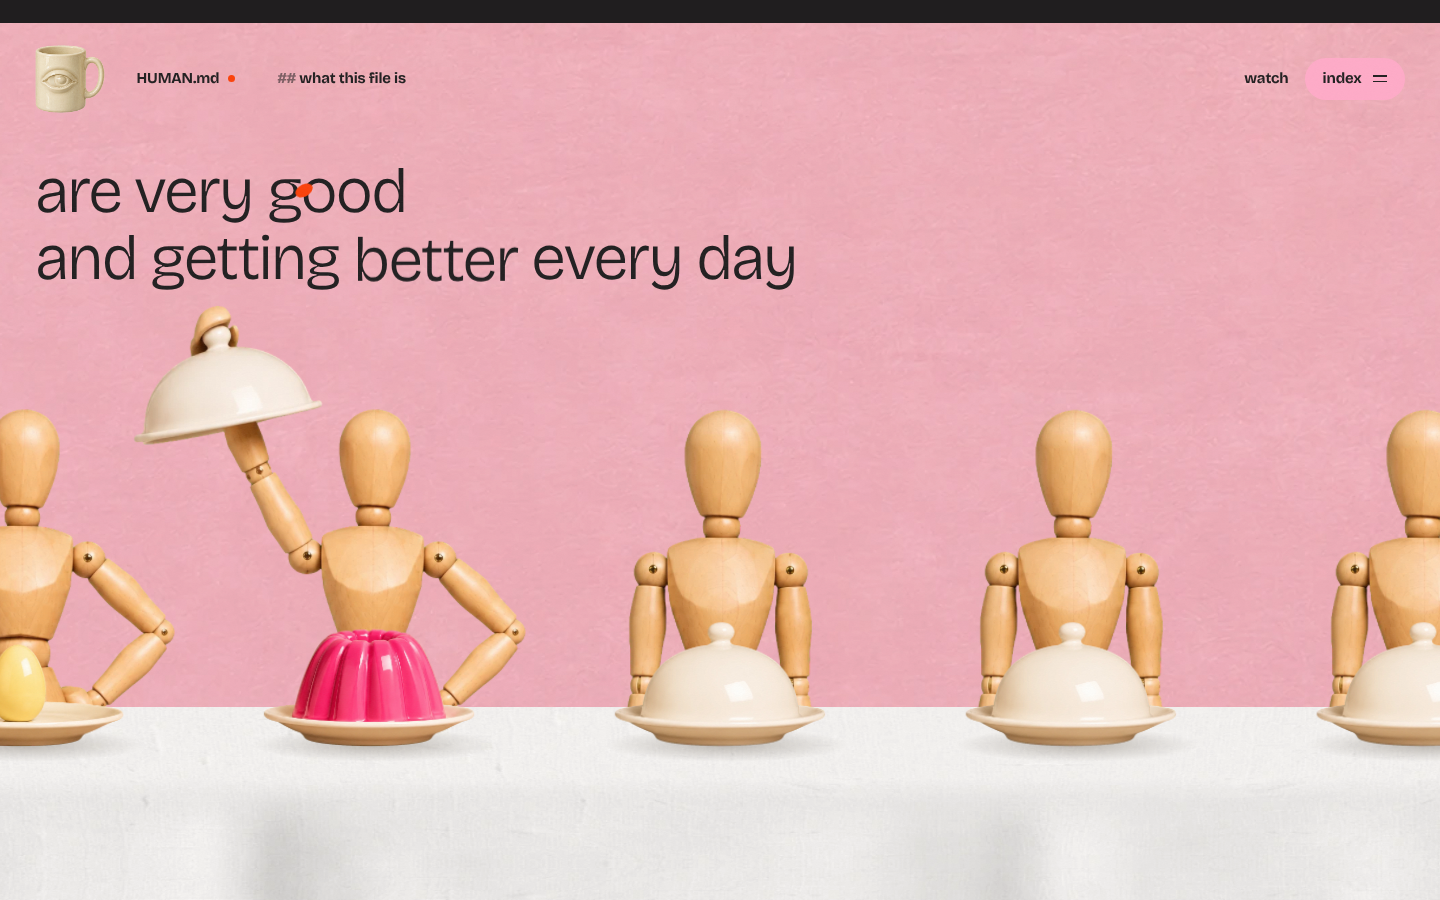 HUMAN.md
## what this file is
watch
index
are very good
and getting better every day